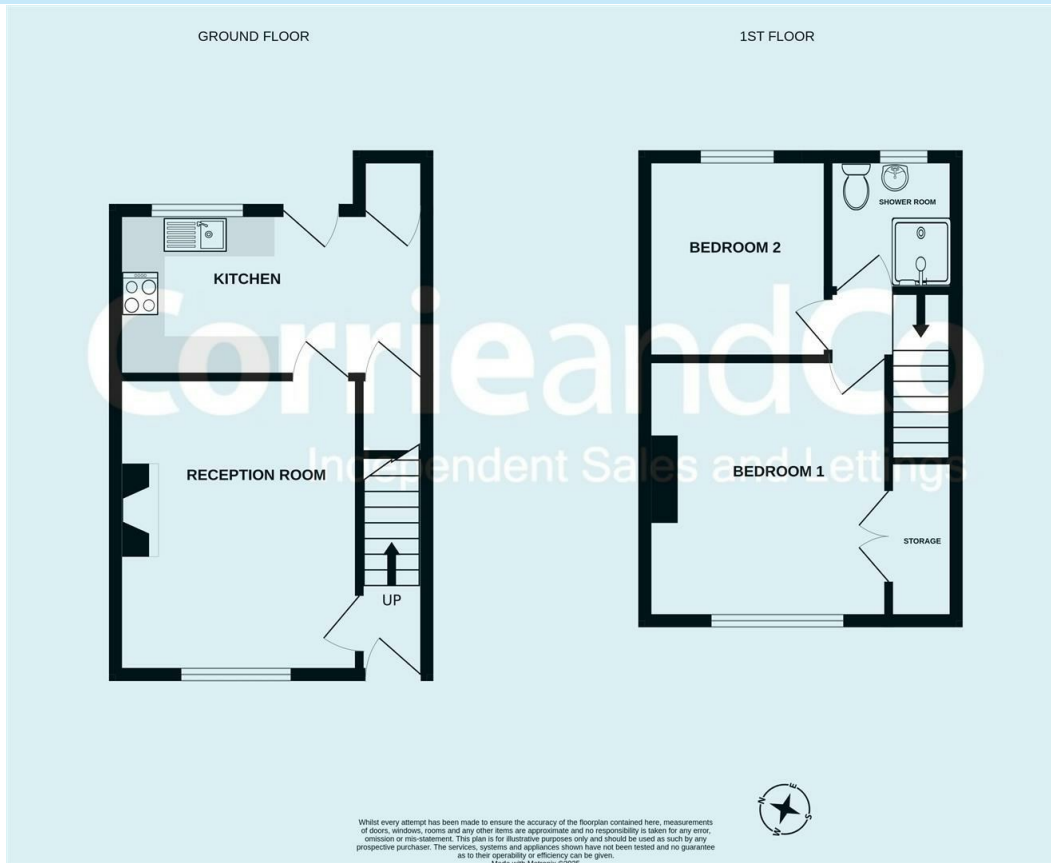 GROUND FLOOR
1ST FLOOR
KITCHEN
RECEPTION ROOM
UP
BEDROOM 2
SHOWER ROOM
BEDROOM 1
STORAGE
CorrieandCo
Independent Sales and Lettings
N
E
S
W
Whilst every attempt has been made to ensure the accuracy of the floorplan contained here, measurements
of doors, windows, rooms and any other items are approximate and no responsibility is taken for any error,
omission or mis-statement. This plan is for illustrative purposes only and should be used as such by any
prospective purchaser. The services, systems and appliances shown have not been tested and no guarantee
as to their operability or efficiency can be given.
Made with Metropix ©2025